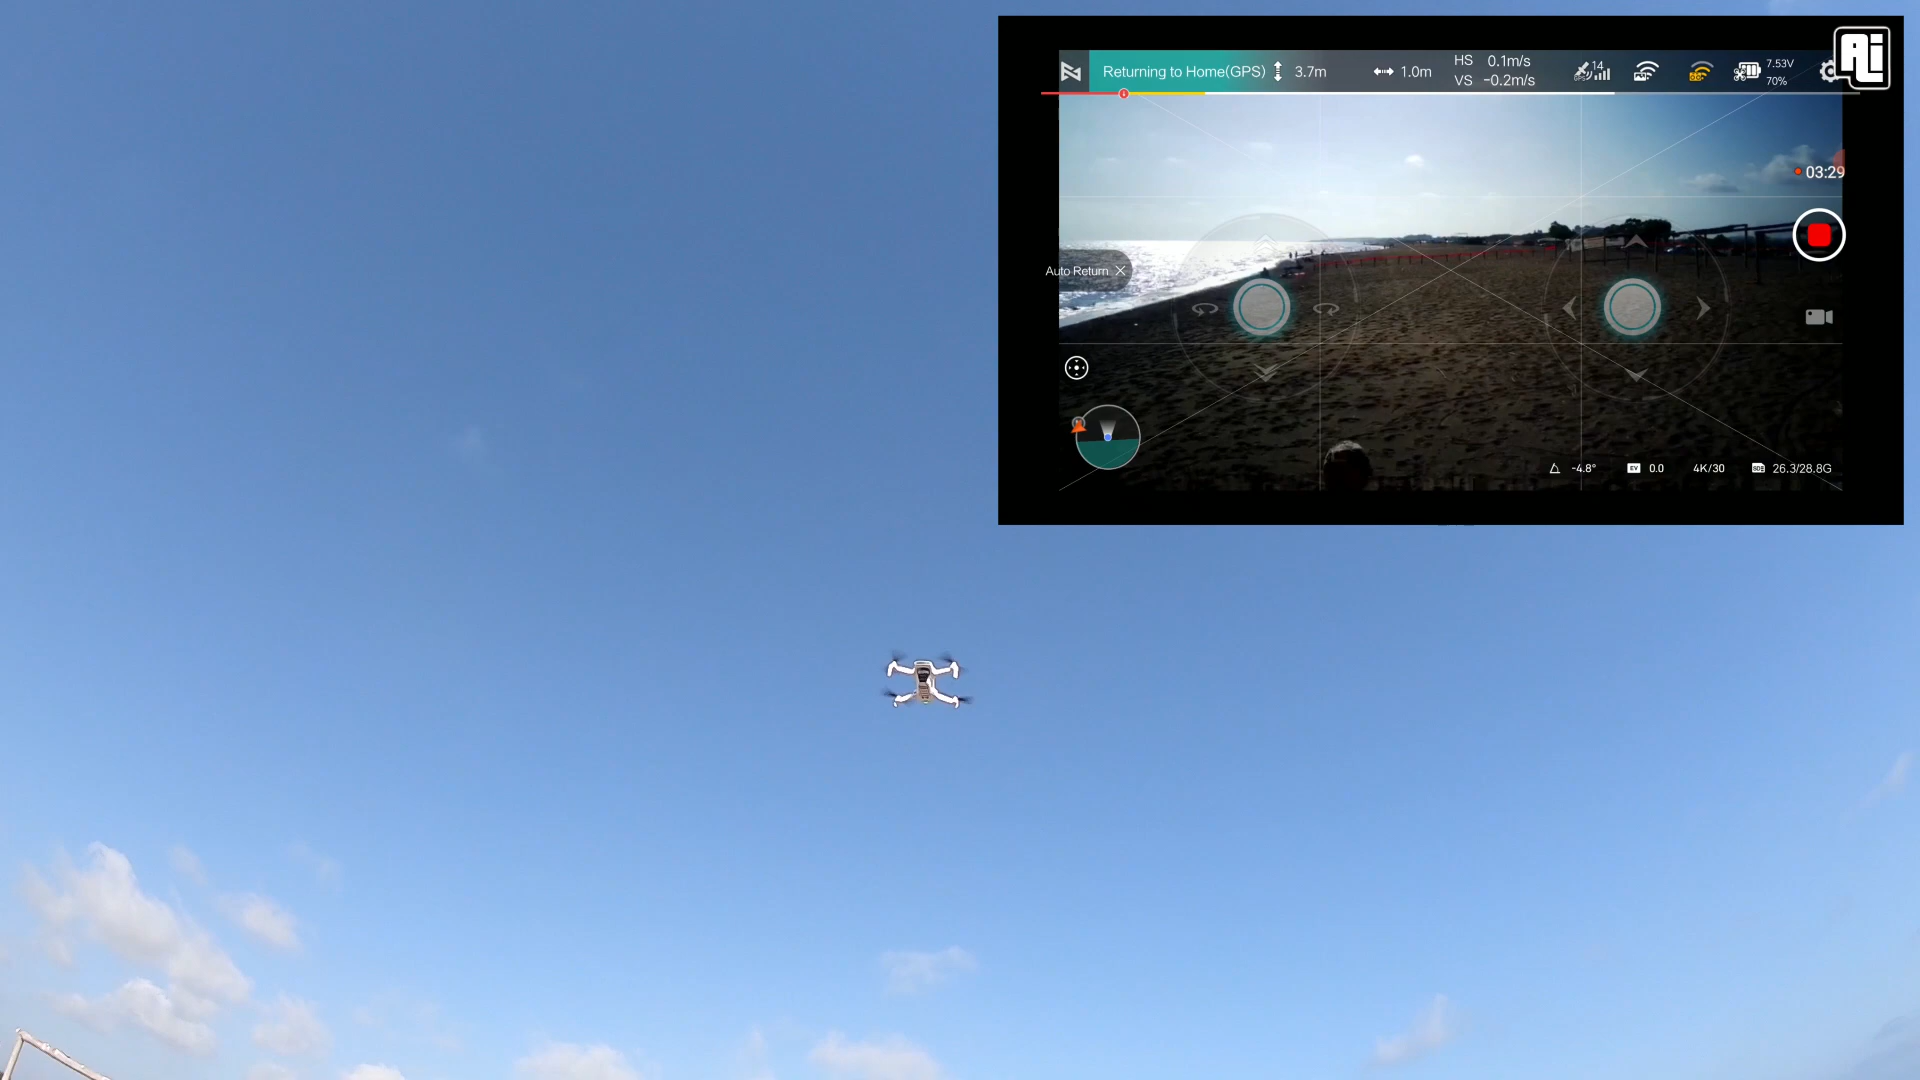 Returning to Home(GPS) 3.7m 1.0m HS 0.1m/s 14 7.53V
VS -0.2m/s 70%
03:29
Auto Return
-4.8° EV 0.0 4K/30 26.3/28.8G